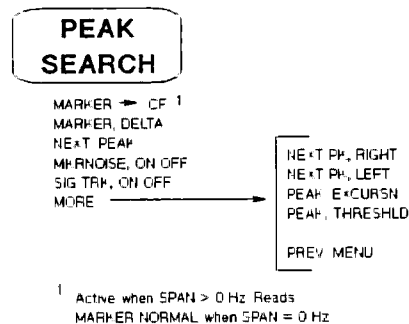 PEAK
SEARCH
MARKER → CF 1
MARKER, DELTA
NEXT PEAK
MKRNOISE, ON OFF
SIG TRK, ON OFF
MORE
NEXT PK, RIGHT
NEXT PK, LEFT
PEAK EXCURSN
PEAK, THRESHLD
PREV MENU
1 Active when SPAN > 0 Hz Reads
MARKER NORMAL when SPAN = 0 Hz